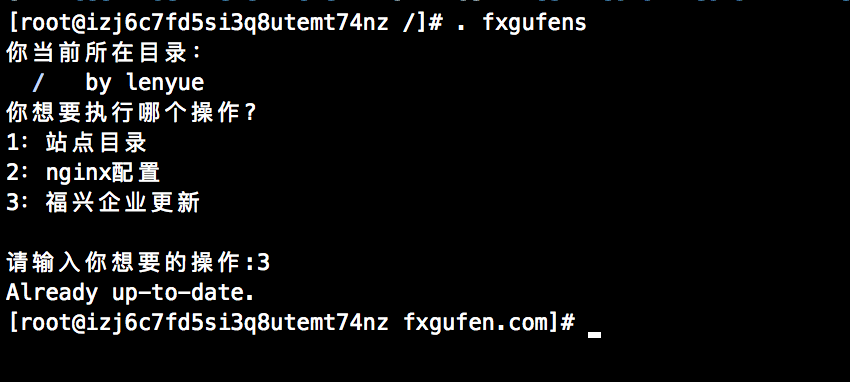 [root@izj6c7fd5si3q8utemt74nz /]# . fxgufens
你当前所在目录：
  /   by lenyue
你想要执行哪个操作?
1: 站点目录
2: nginx配置
3: 福兴企业更新

请输入你想要的操作:3
Already up-to-date.
[root@izj6c7fd5si3q8utemt74nz fxgufen.com]#